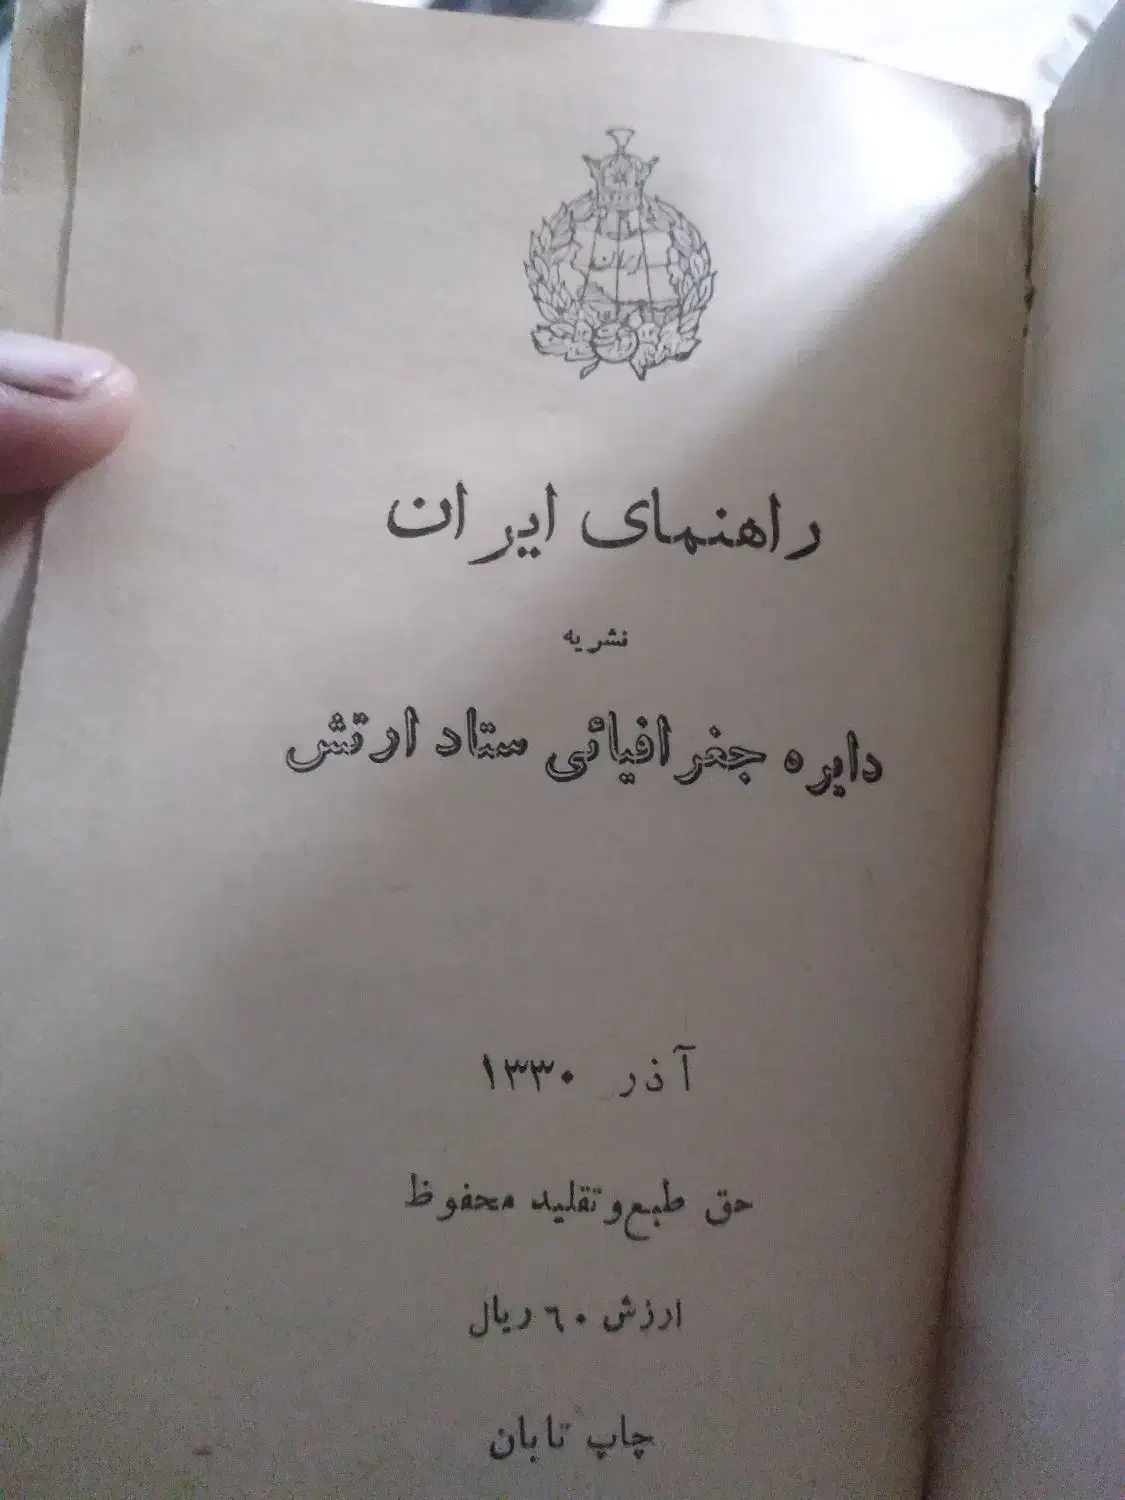 راهنمای ایران
نشریه
دایره جغرافیائی ستاد ارتش
آذر ۱۳۳۰
حق طبع و تقلید محفوظ
ارزش ۶۰ ریال
چاپ تابان